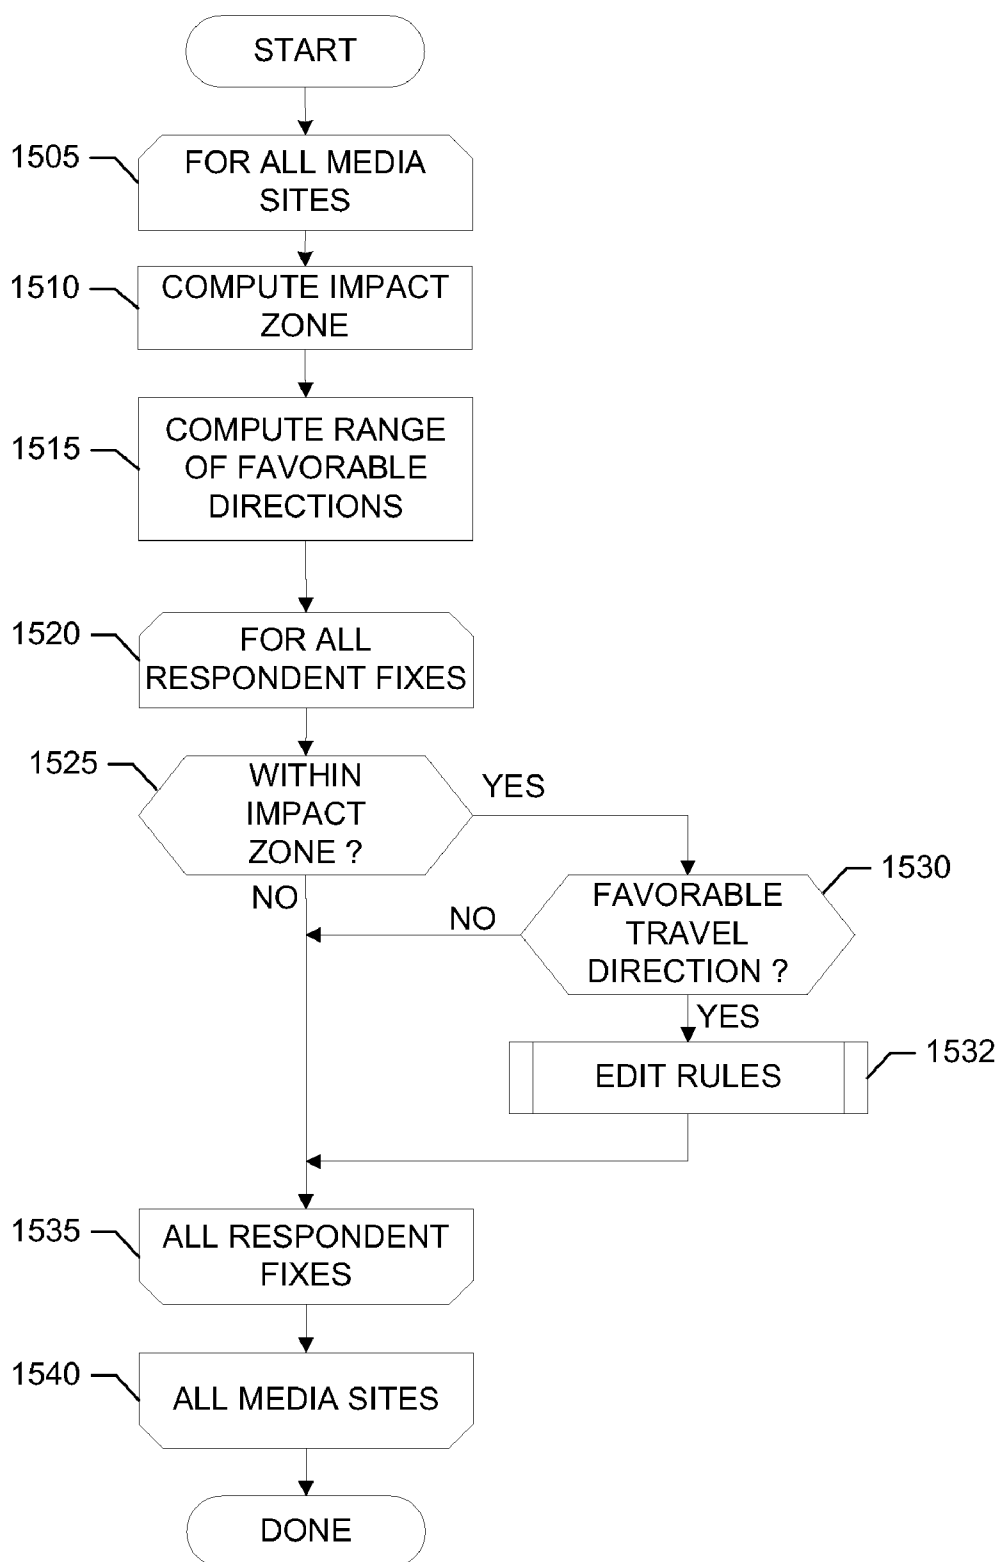 START
1505
FOR ALL MEDIA
SITES
1510
COMPUTE IMPACT
ZONE
1515
COMPUTE RANGE
OF FAVORABLE
DIRECTIONS
1520
FOR ALL
RESPONDENT FIXES
1525
WITHIN
IMPACT
ZONE ?
YES
NO
1530
FAVORABLE
TRAVEL
DIRECTION ?
NO
YES
EDIT RULES
1532
1535
ALL RESPONDENT
FIXES
1540
ALL MEDIA SITES
DONE